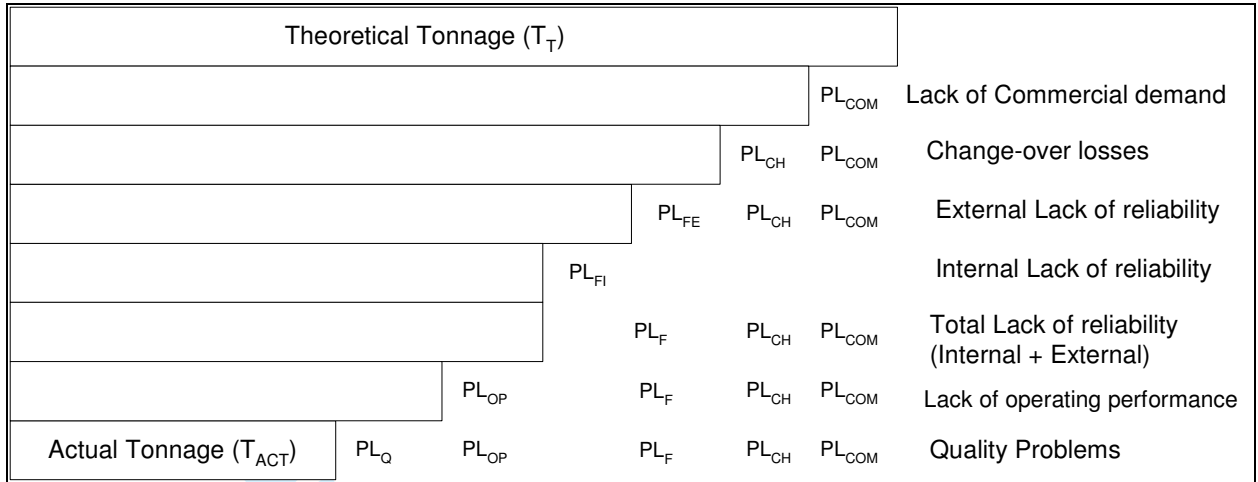 Theoretical Tonnage (T_T)
PL_COM Lack of Commercial demand
PL_CH PL_COM Change-over losses
PL_FE PL_CH PL_COM External Lack of reliability
PL_FI Internal Lack of reliability
PL_F PL_CH PL_COM Total Lack of reliability
(Internal + External)
PL_OP PL_F PL_CH PL_COM Lack of operating performance
Actual Tonnage (T_ACT) PL_Q PL_OP PL_F PL_CH PL_COM Quality Problems